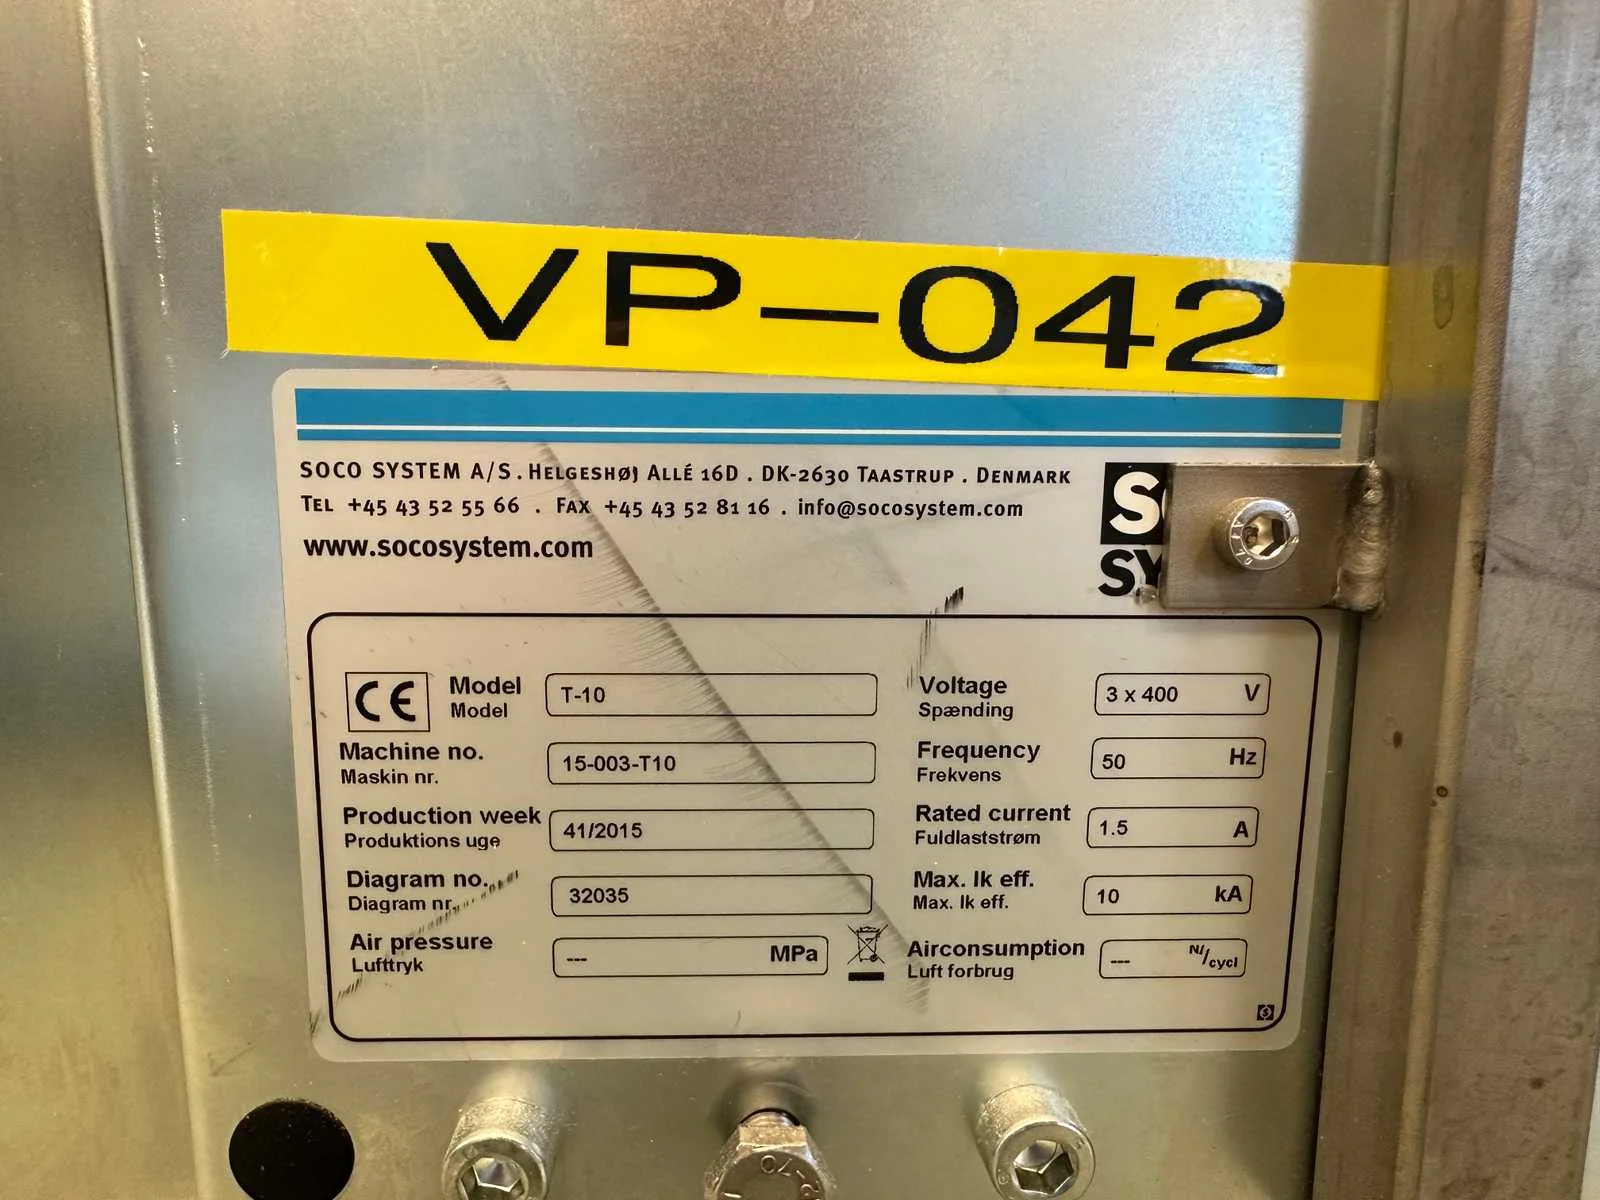 VP-042
SOCO SYSTEM A/S . HELGESHØJ ALLÉ 16D . DK-2630 TAASTRUP . DENMARK
TEL +45 43 52 55 66 . FAX +45 43 52 81 16 . info@socosystem.com
www.socosystem.com
CE
Model
Model
T-10
Voltage
Spænding
3 x 400 V
Machine no.
Maskin nr.
15-003-T10
Frequency
Frekvens
50 Hz
Production week
Produktions uge
41/2015
Rated current
Fuldlaststrøm
1.5 A
Diagram no.
Diagram nr.
32035
Max. Ik eff.
Max. Ik eff.
10 kA
Air pressure
Lufttryk
--- MPa
Airconsumption
Luft forbrug
--- Nl/cycl